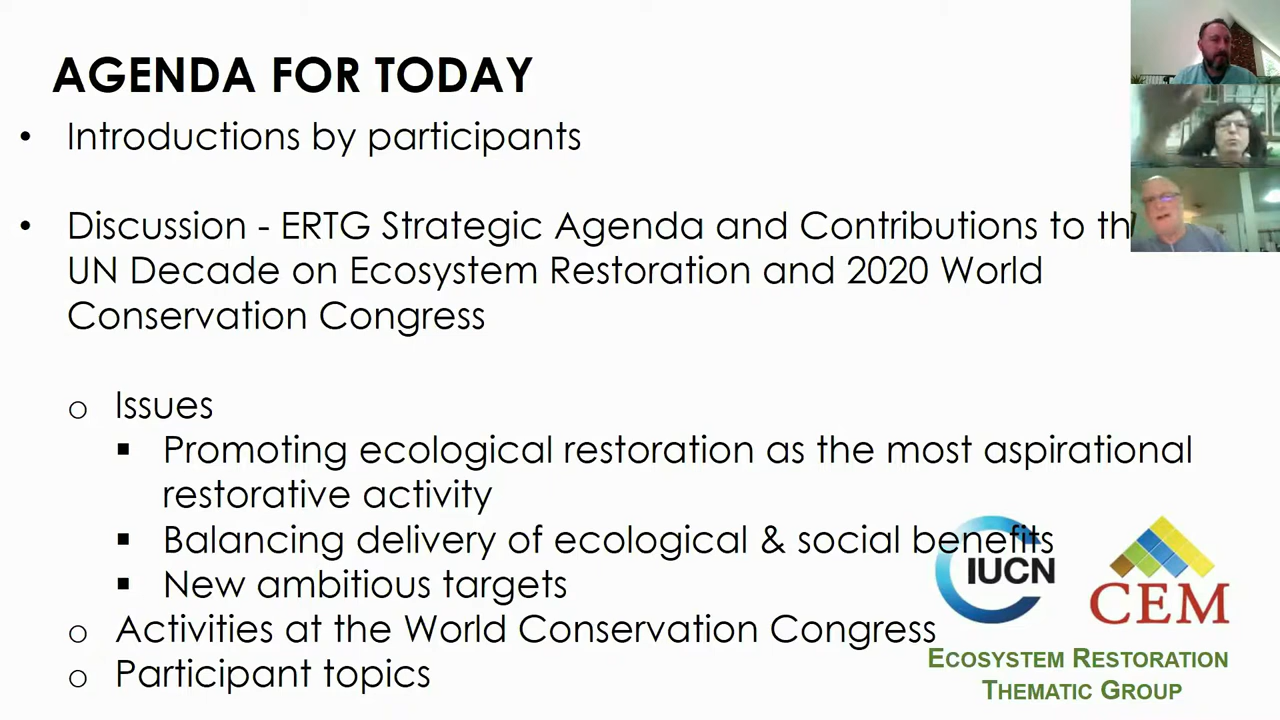 AGENDA FOR TODAY
• Introductions by participants
• Discussion - ERTG Strategic Agenda and Contributions to th
UN Decade on Ecosystem Restoration and 2020 World
Conservation Congress
o Issues
▪ Promoting ecological restoration as the most aspirational
restorative activity
▪ Balancing delivery of ecological & social benefits
▪ New ambitious targets
o Activities at the World Conservation Congress
o Participant topics
IUCN
CEM
ECOSYSTEM RESTORATION
THEMATIC GROUP